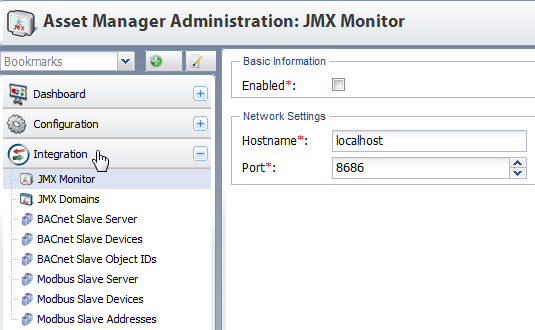 Asset Manager Administration: JMX Monitor
Bookmarks
Dashboard
Configuration
Integration
JMX Monitor
JMX Domains
BACnet Slave Server
BACnet Slave Devices
BACnet Slave Object IDs
Modbus Slave Server
Modbus Slave Devices
Modbus Slave Addresses
Basic Information
Enabled*:
Network Settings
Hostname*: localhost
Port*: 8686